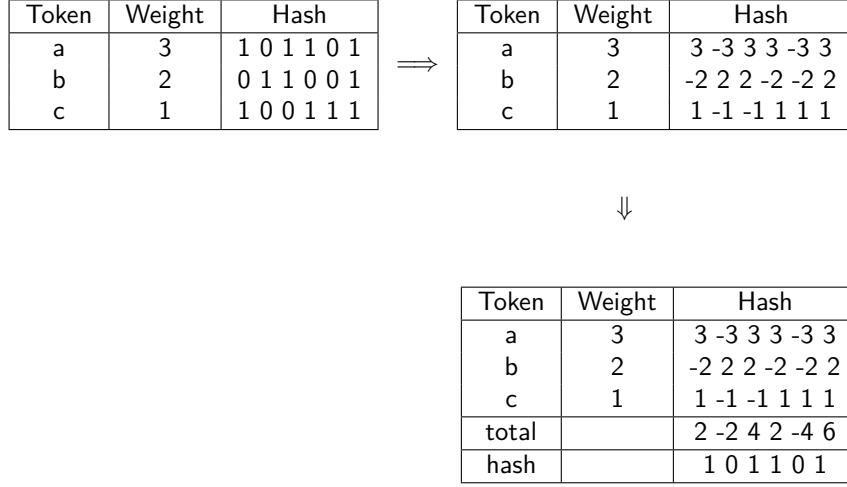 Token Weight Hash
a 3 1 0 1 1 0 1
b 2 0 1 1 0 0 1
c 1 1 0 0 1 1 1
⟹
Token Weight Hash
a 3 3 -3 3 3 -3 3
b 2 -2 2 2 -2 -2 2
c 1 1 -1 -1 1 1 1
⇓
Token Weight Hash
a 3 3 -3 3 3 -3 3
b 2 -2 2 2 -2 -2 2
c 1 1 -1 -1 1 1 1
total 2 -2 4 2 -4 6
hash 1 0 1 1 0 1